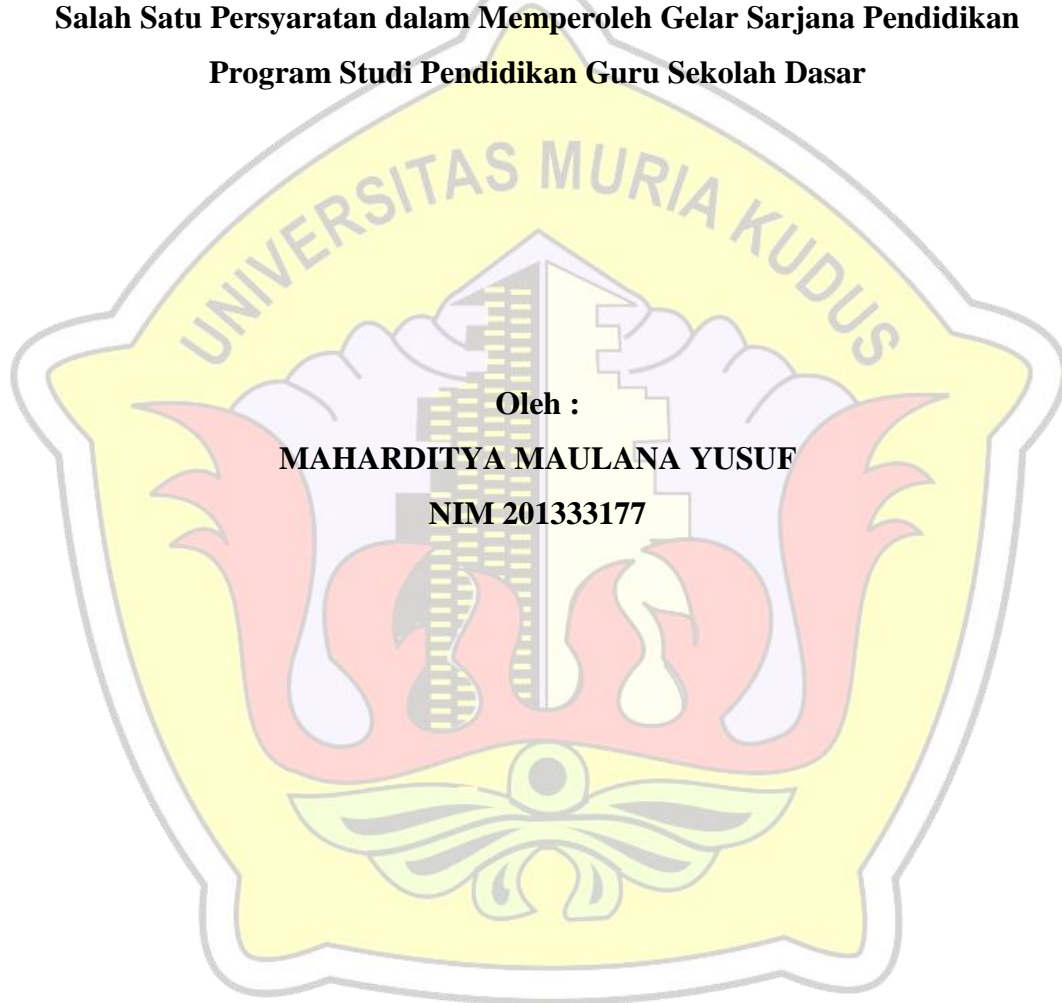 Salah Satu Persyaratan dalam Memperoleh Gelar Sarjana Pendidikan
Program Studi Pendidikan Guru Sekolah Dasar
UNIVERSITAS MURIA KUDUS
Oleh :
MAHARDITYA MAULANA YUSUF
NIM 201333177